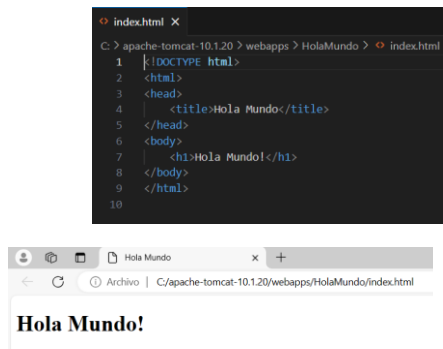 index.html
C: > apache-tomcat-10.1.20 > webapps > HolaMundo > index.html
1 <!DOCTYPE html>
2 <html>
3 <head>
4 <title>Hola Mundo</title>
5 </head>
6 <body>
7 <h1>Hola Mundo!</h1>
8 </body>
9 </html>
10
Hola Mundo
Archivo | C:/apache-tomcat-10.1.20/webapps/HolaMundo/index.html
Hola Mundo!